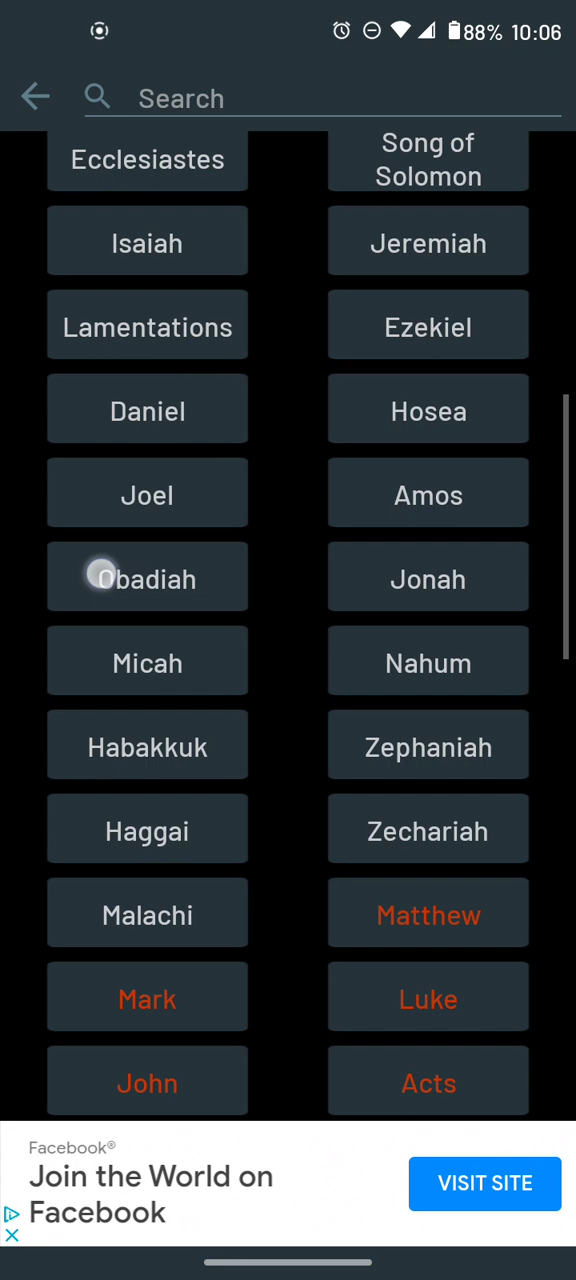 88% 10:06
Search
Ecclesiastes
Song of
Solomon
Isaiah
Jeremiah
Lamentations
Ezekiel
Daniel
Hosea
Joel
Amos
Obadiah
Jonah
Micah
Nahum
Habakkuk
Zephaniah
Haggai
Zechariah
Malachi
Matthew
Mark
Luke
John
Acts
Facebook®
Join the World on
Facebook
VISIT SITE